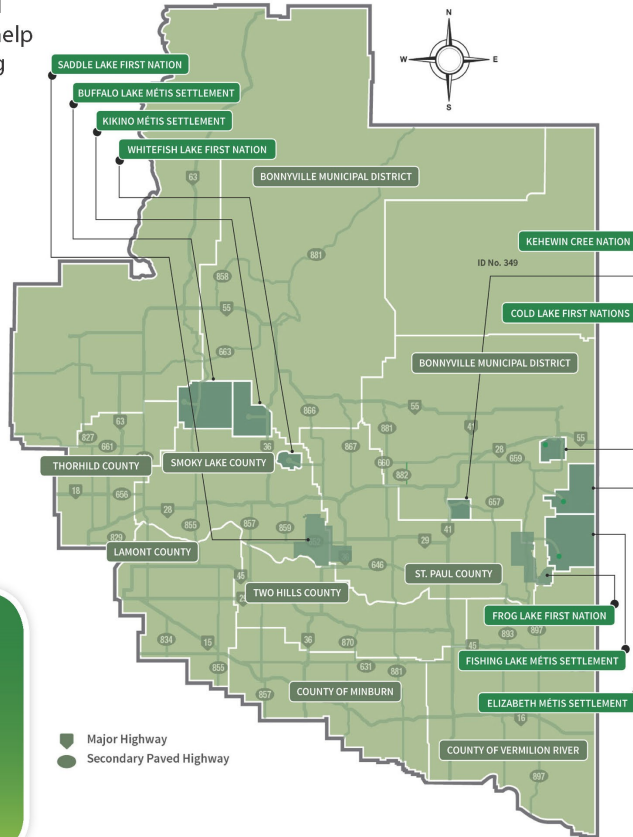 help
SADDLE LAKE FIRST NATION
BUFFALO LAKE MÉTIS SETTLEMENT
KIKINO MÉTIS SETTLEMENT
WHITEFISH LAKE FIRST NATION
N
W E
S
63
BONNYVILLE MUNICIPAL DISTRICT
881
KEHEWIN CREE NATION
ID No. 349
858
55
COLD LAKE FIRST NATIONS
663
BONNYVILLE MUNICIPAL DISTRICT
866
55
63
881
41
827
36
867
28
55
661
660
659
THORHILD COUNTY
SMOKY LAKE COUNTY
882
18
656
657
28
855
857
859
41
829
29
LAMONT COUNTY
646
ST. PAUL COUNTY
45
TWO HILLS COUNTY
FROG LAKE FIRST NATION
834
15
36
870
893
897
45
855
631
881
FISHING LAKE MÉTIS SETTLEMENT
857
COUNTY OF MINBURN
ELIZABETH MÉTIS SETTLEMENT
16
Major Highway
COUNTY OF VERMILION RIVER
Secondary Paved Highway
897